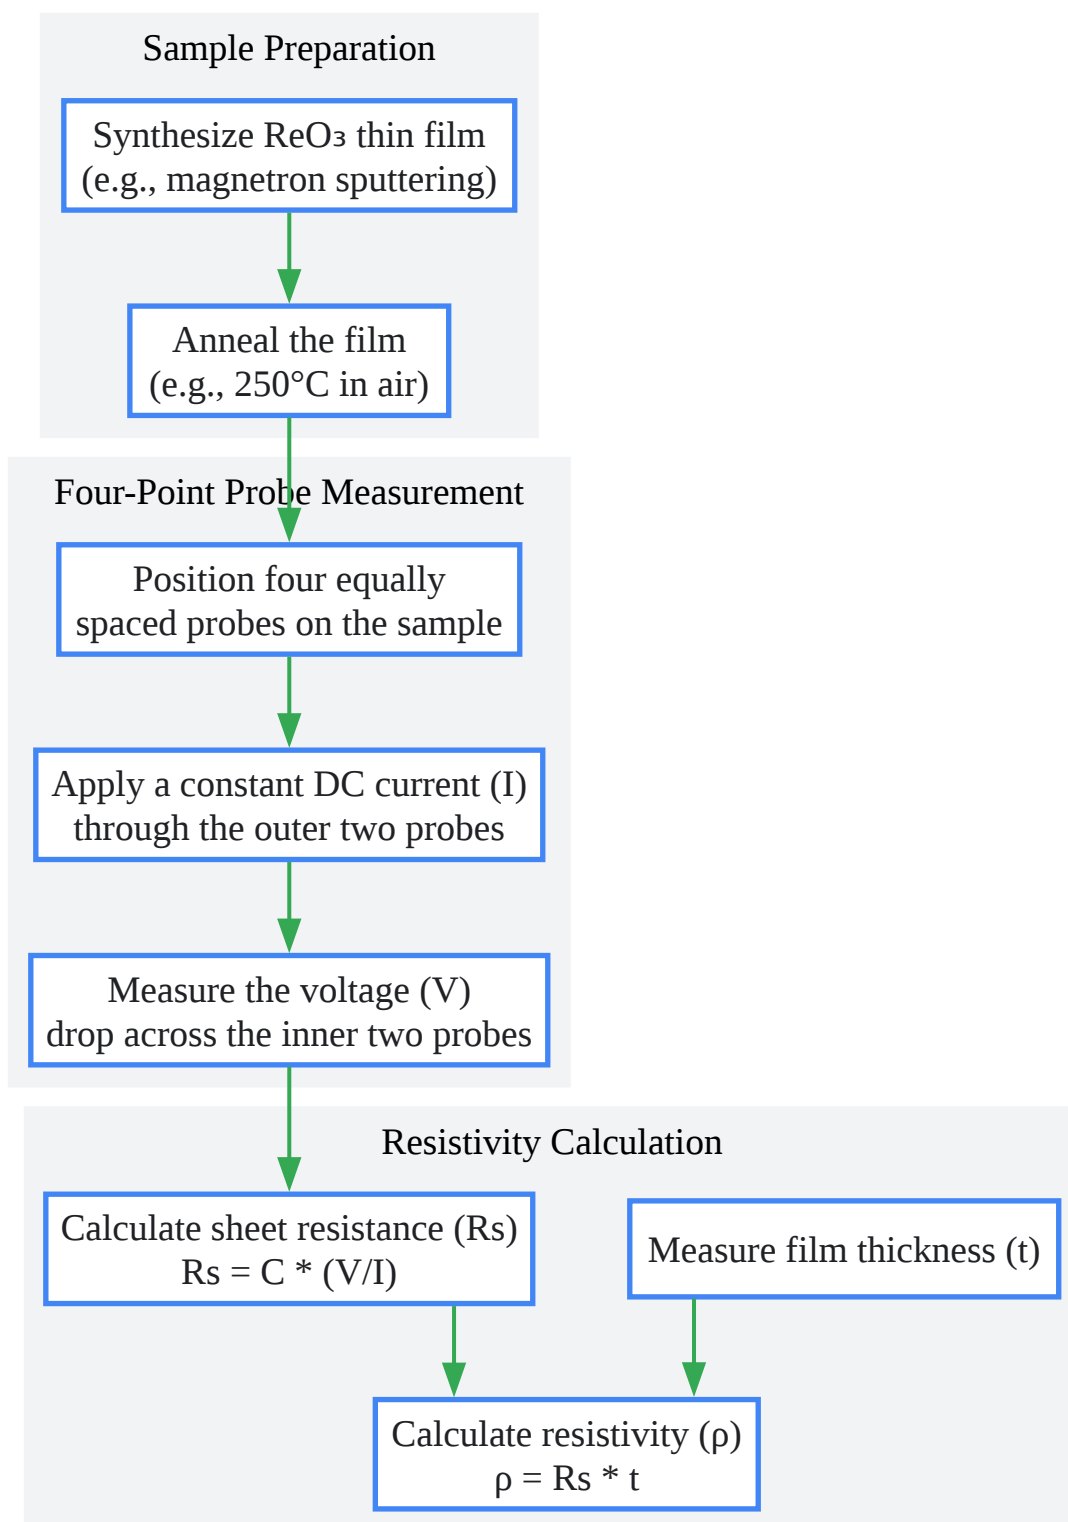 Sample Preparation
Synthesize ReO₃ thin film
(e.g., magnetron sputtering)
Anneal the film
(e.g., 250°C in air)
Four-Point Probe Measurement
Position four equally
spaced probes on the sample
Apply a constant DC current (I)
through the outer two probes
Measure the voltage (V)
drop across the inner two probes
Resistivity Calculation
Calculate sheet resistance (Rs)
Rs = C * (V/I)
Measure film thickness (t)
Calculate resistivity (ρ)
ρ = Rs * t